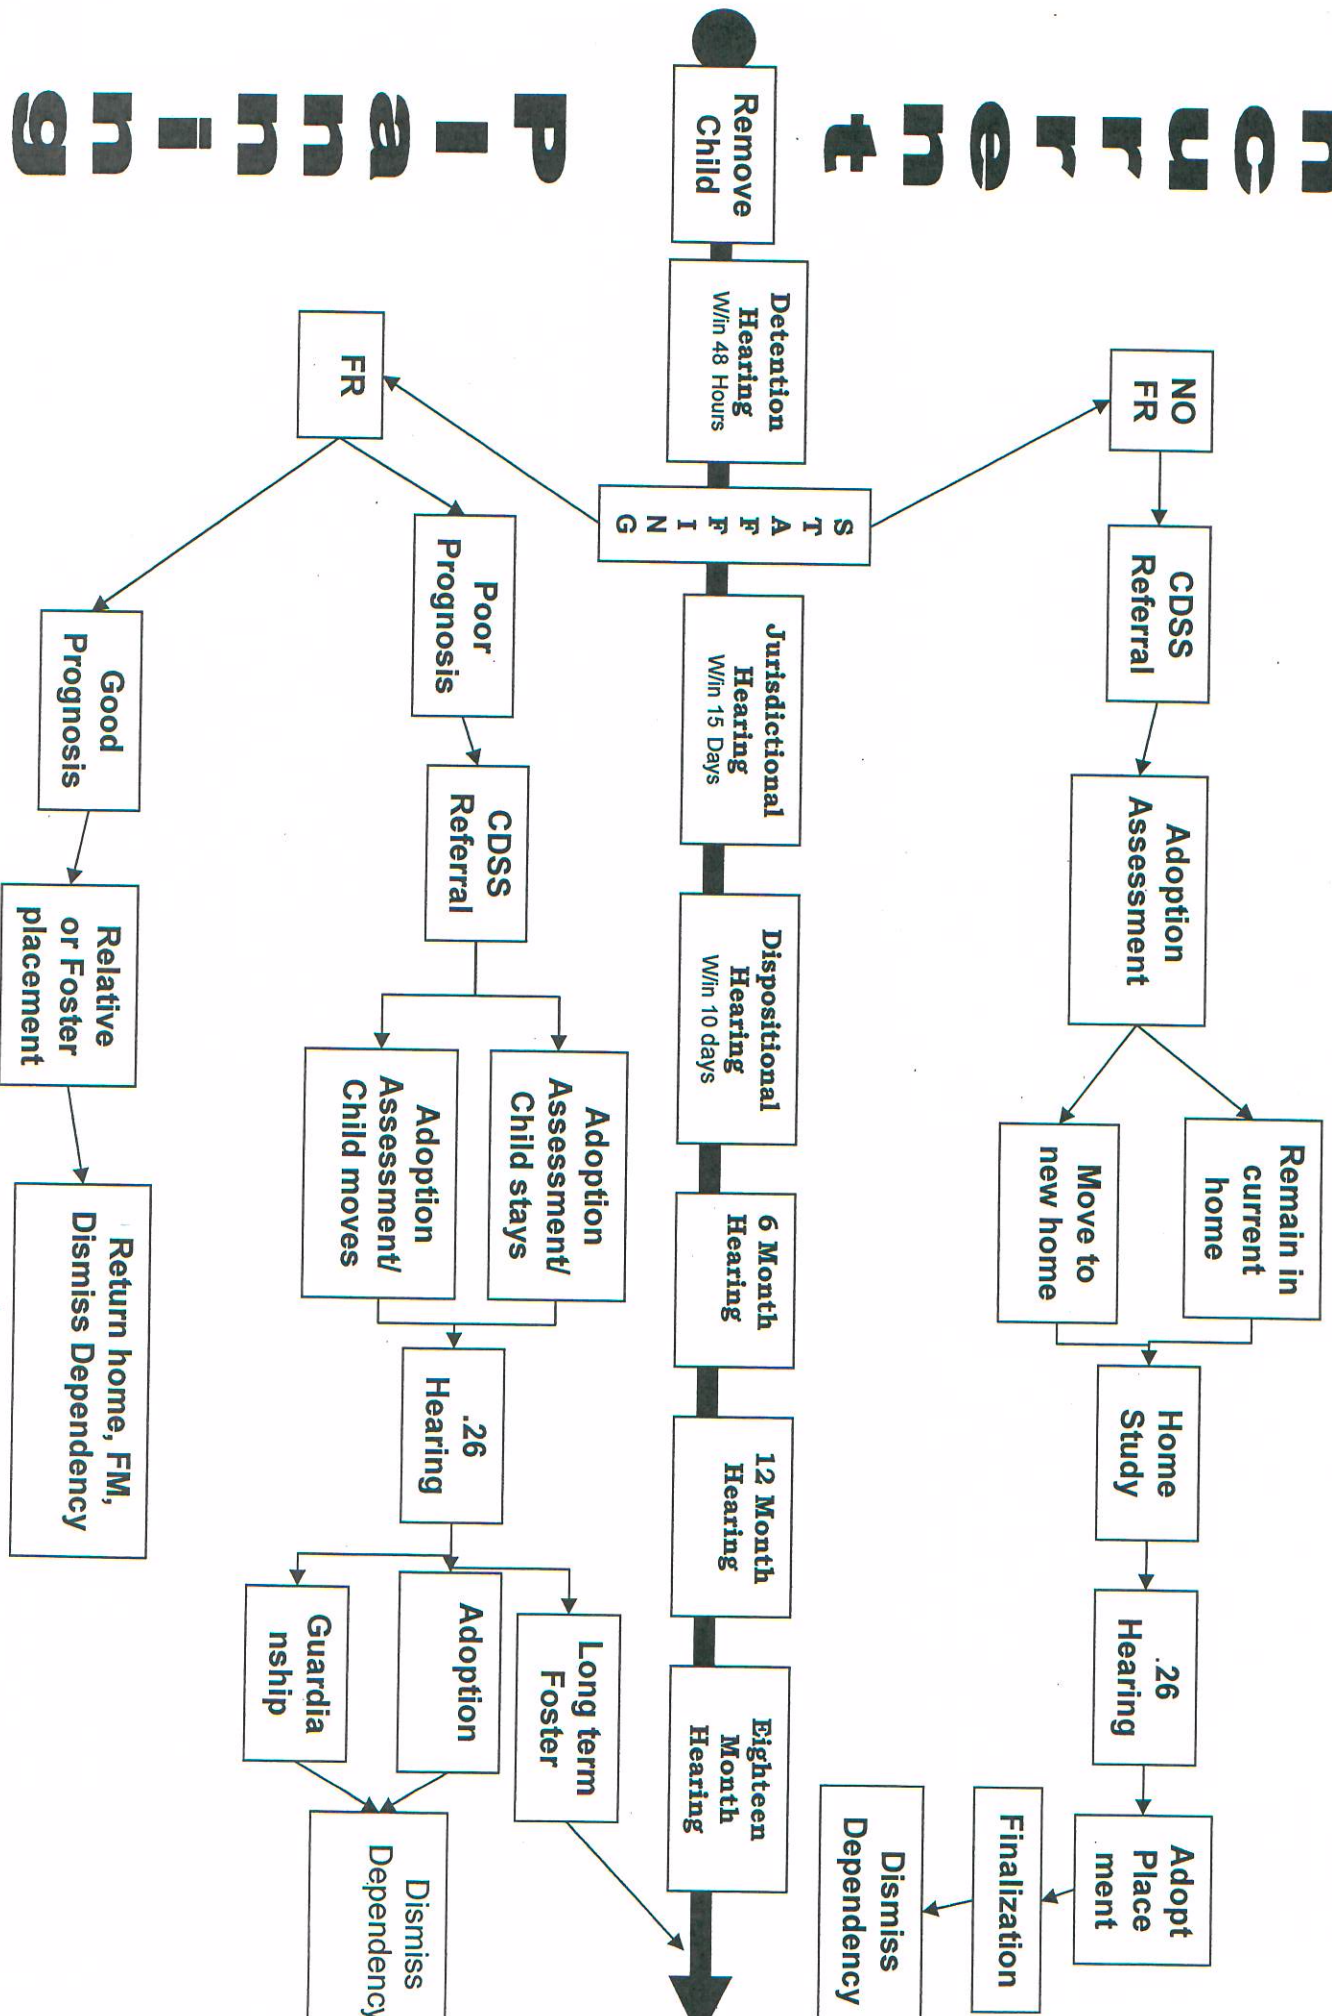 ncurrent
Planning
NO
FR
CDSS
Referral
Adoption
Assessment
Remain in
current
home
Move to
new home
Home
Study
.26
Hearing
Adopt
Place
ment
Finalization
Dismiss
Dependency
Remove
Child
Detention
Hearing
W/in 48 Hours
STAFFING
Jurisdictional
Hearing
W/in 15 Days
Dispositional
Hearing
W/in 10 days
6 Month
Hearing
12 Month
Hearing
Eighteen
Month
Hearing
FR
Poor
Prognosis
CDSS
Referral
Adoption
Assessment/
Child stays
Adoption
Assessment/
Child moves
.26
Hearing
Long term
Foster
Adoption
Guardia
nship
Dismiss
Dependency
Good
Prognosis
Relative
or Foster
placement
Return home, FM,
Dismiss Dependency